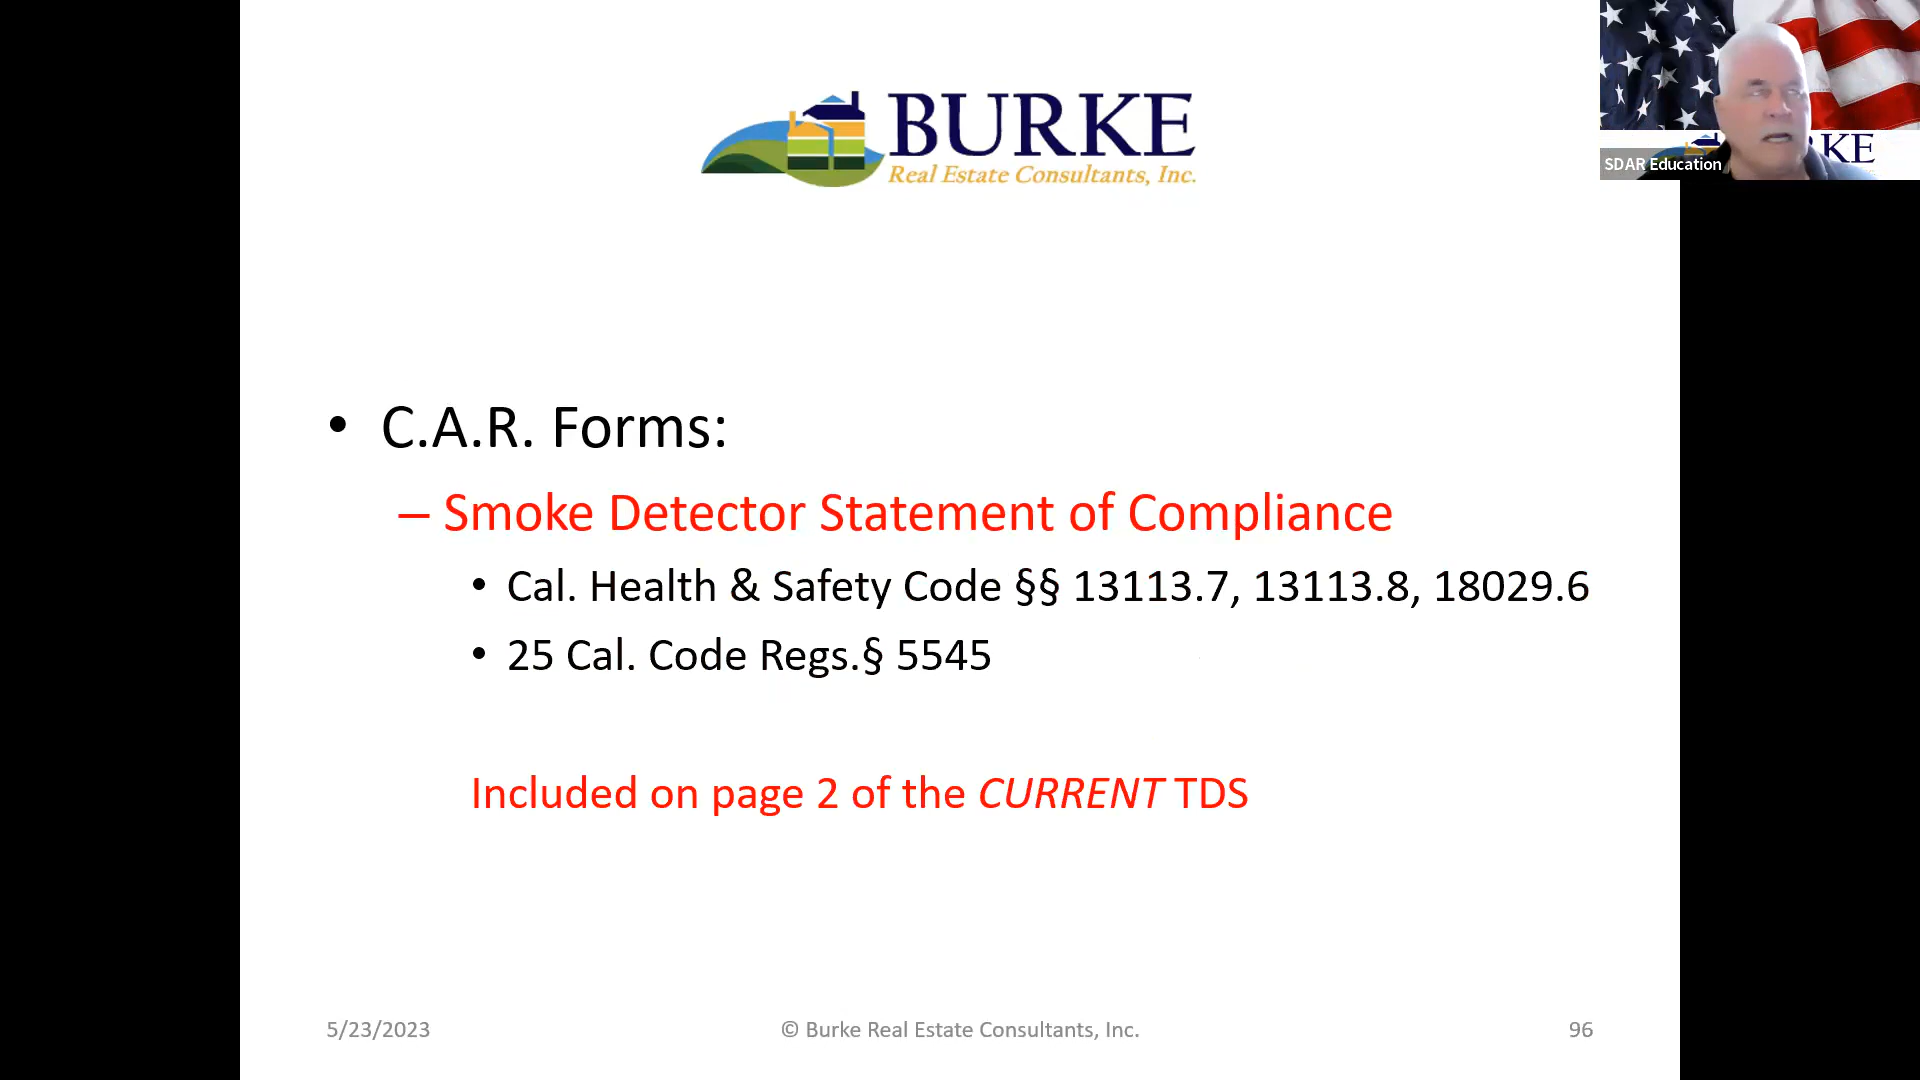 BURKE
Real Estate Consultants, Inc.
KE
SDAR Education
• C.A.R. Forms:
– Smoke Detector Statement of Compliance
• Cal. Health & Safety Code §§ 13113.7, 13113.8, 18029.6
• 25 Cal. Code Regs.§ 5545
Included on page 2 of the CURRENT TDS
5/23/2023
© Burke Real Estate Consultants, Inc.
96